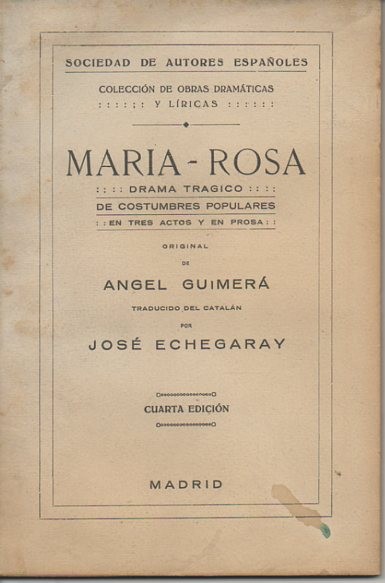 SOCIEDAD DE AUTORES ESPAÑOLES
COLECCIÓN DE OBRAS DRAMÁTICAS
:::::: Y LÍRICAS ::::::
MARIA-ROSA
:::: DRAMA TRAGICO ::::
DE COSTUMBRES POPULARES
:: EN TRES ACTOS Y EN PROSA ::
ORIGINAL
DE
ANGEL GUIMERÁ
TRADUCIDO DEL CATALÁN
POR
JOSÉ ECHEGARAY
CUARTA EDICIÓN
MADRID